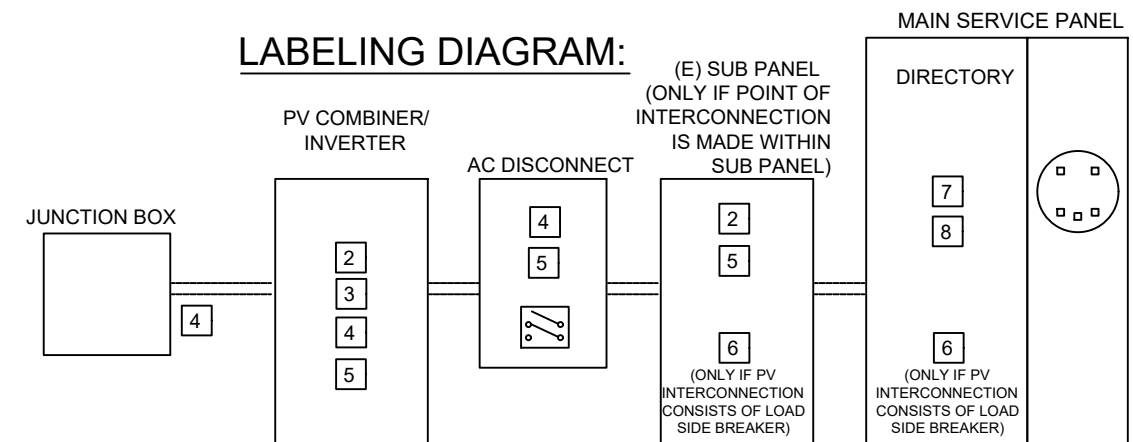 LABELING DIAGRAM:
JUNCTION BOX
4
PV COMBINER/
INVERTER
2
3
4
5
AC DISCONNECT
4
5
(E) SUB PANEL
(ONLY IF POINT OF
INTERCONNECTION
IS MADE WITHIN
SUB PANEL)
2
5
6
(ONLY IF PV
INTERCONNECTION
CONSISTS OF LOAD
SIDE BREAKER)
MAIN SERVICE PANEL
DIRECTORY
7
8
6
(ONLY IF PV
INTERCONNECTION
CONSISTS OF LOAD
SIDE BREAKER)